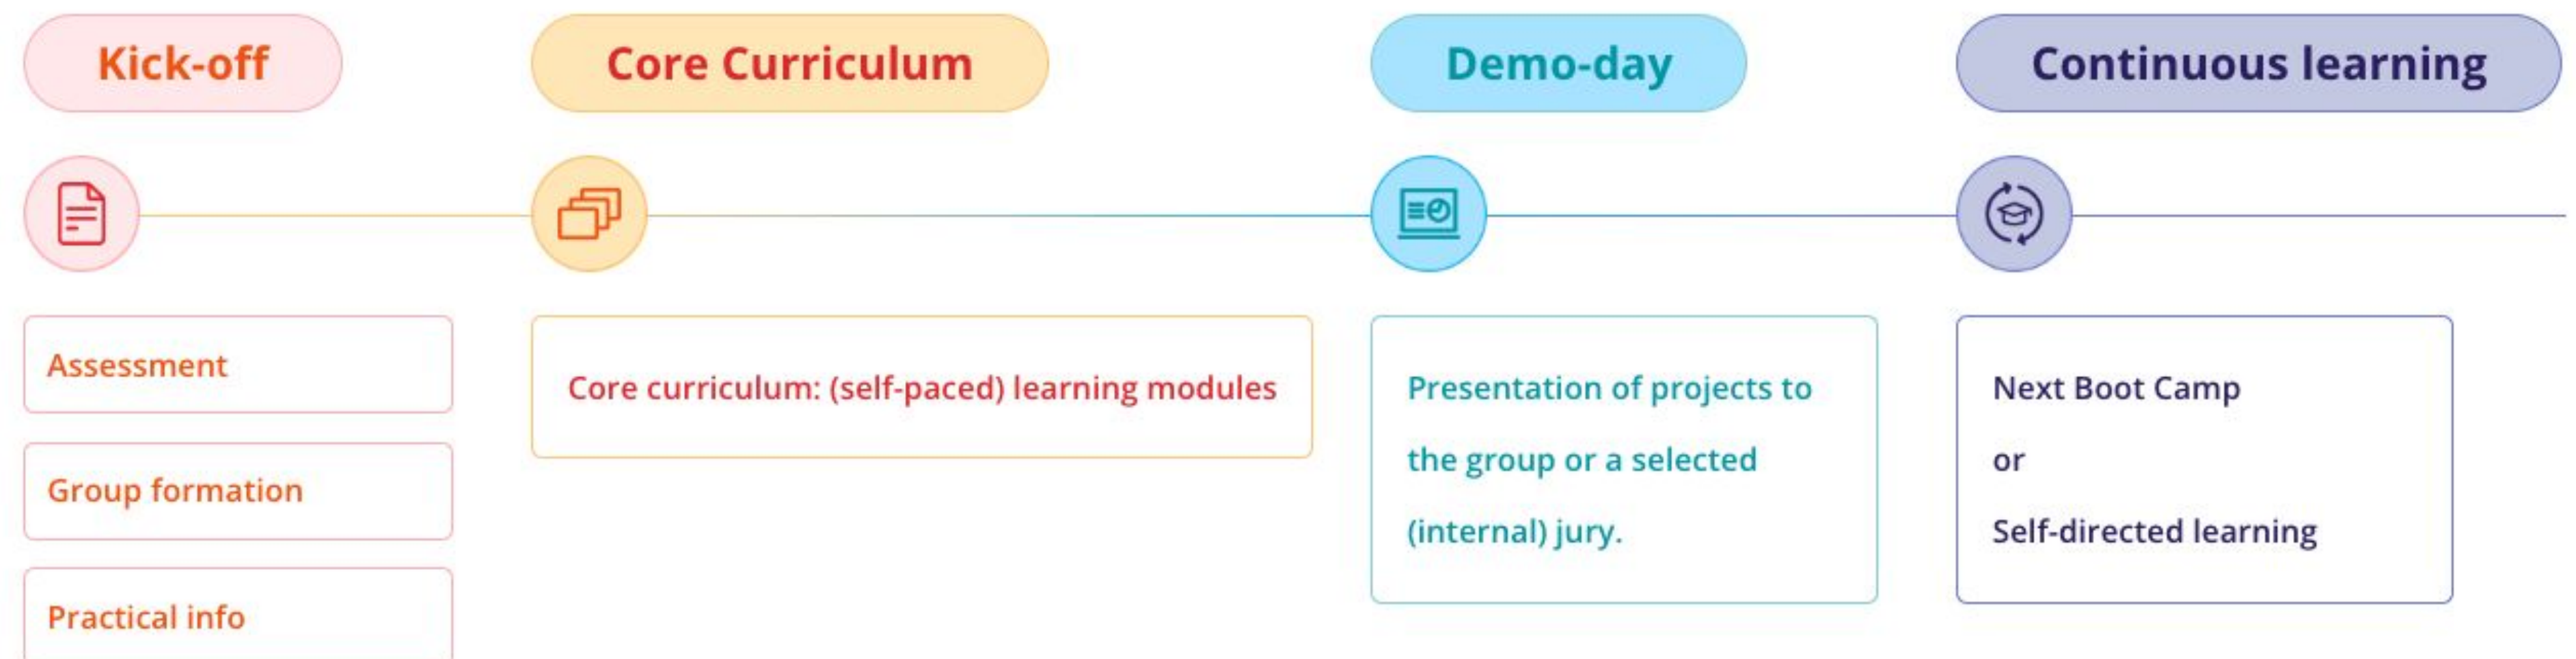 Kick-off
Core Curriculum
Demo-day
Continuous learning
Assessment
Group formation
Practical info
Core curriculum: (self-paced) learning modules
Presentation of projects to
the group or a selected
(internal) jury.
Next Boot Camp
or
Self-directed learning